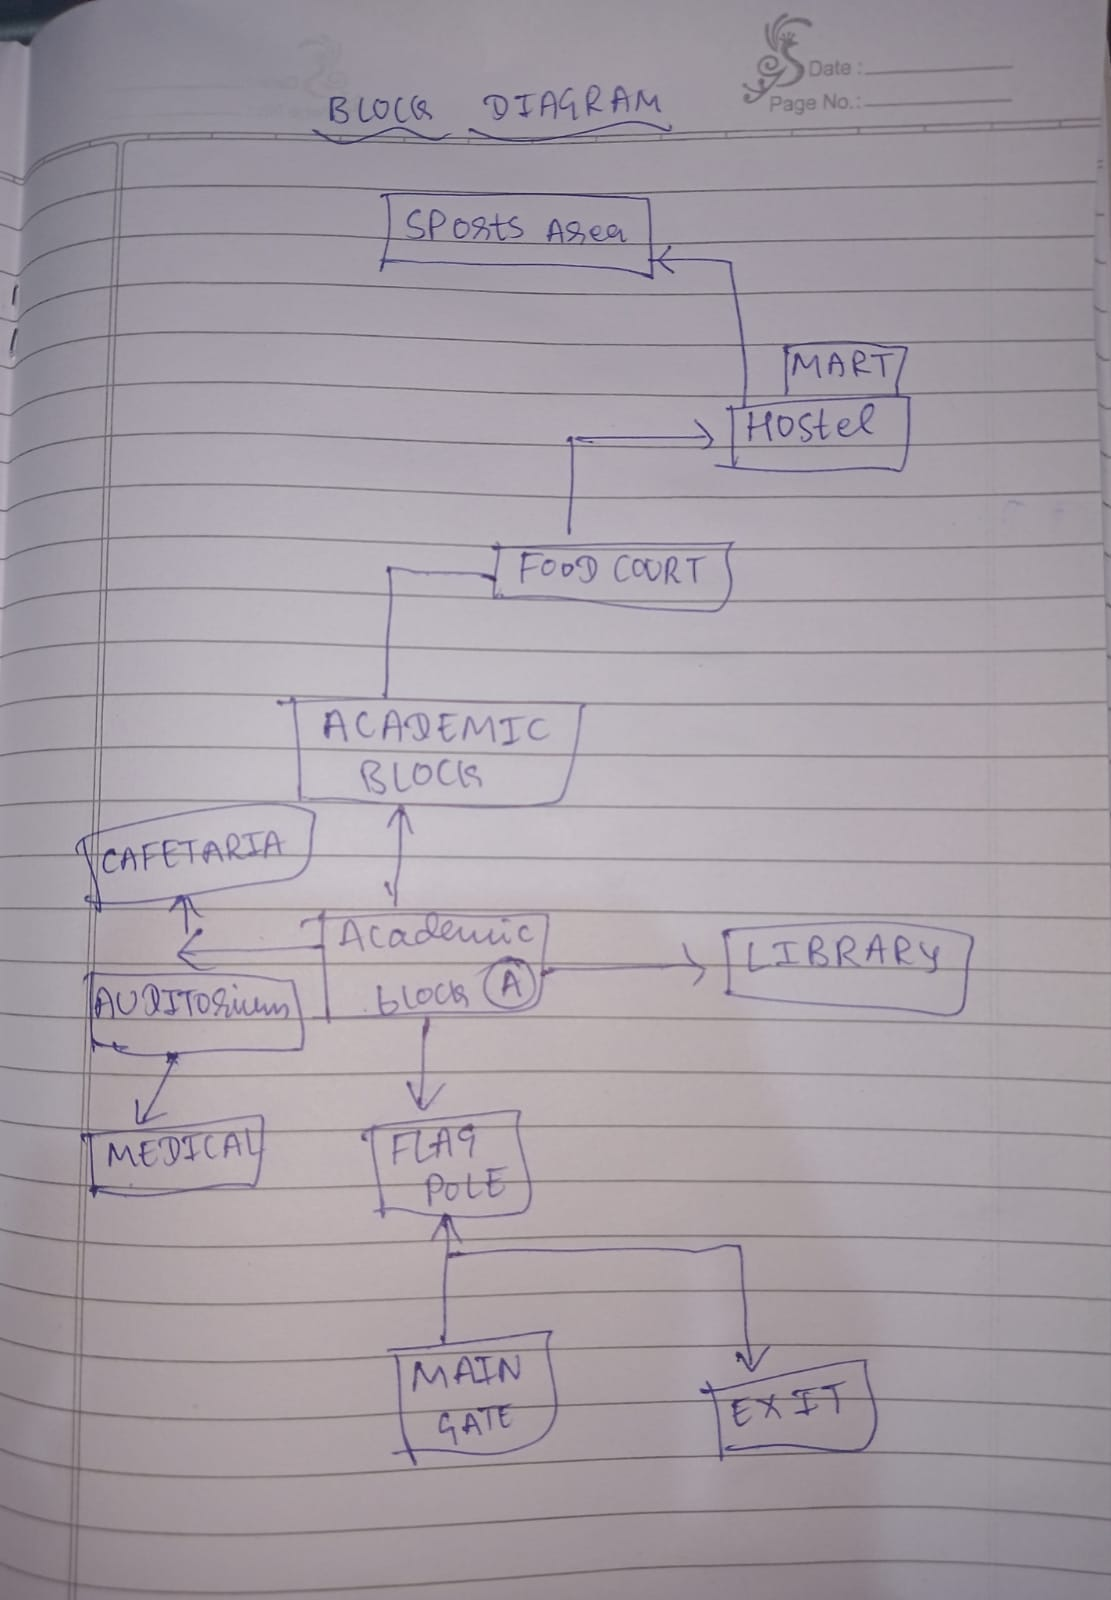 Date :
Page No.:
BLOCK DIAGRAM
SPorts Area
MART
Hostel
FOOD COURT
ACADEMIC
BLOCK
CAFETARIA
Academic
block A
LIBRARY
AUDITorium
MEDICAL
FLAG
POLE
MAIN
GATE
EXIT